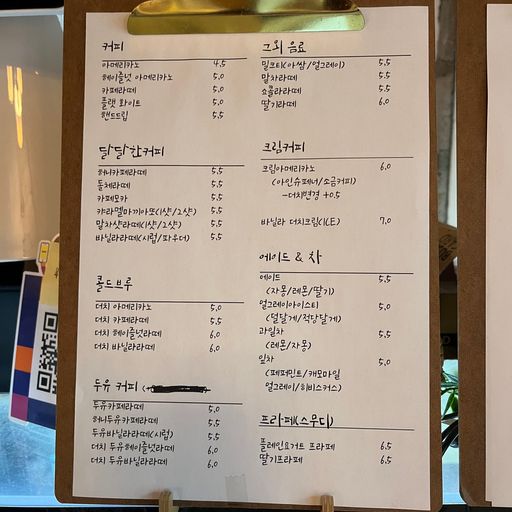 커피
아메리카노 4.5
헤이즐넛 아메리카노 5.0
카페라떼 5.0
플랫 화이트 5.0
핸드드립 5.5
달달한커피
허니카페라떼 5.5
돌체라떼 5.5
카페모카 5.5
캬라멜마끼아또(1샷/2샷) 5.5
말차샷라떼(1샷/2샷) 5.5
바닐라라떼(시럽/파우더) 5.5
콜드브루
더치 아메리카노 5.0
더치 카페라떼 5.5
더치 헤이즐넛라떼 6.0
더치 바닐라라떼 6.0
두유 커피
두유카페라떼 5.0
허니두유카페라떼 5.5
두유바닐라라떼(시럽) 5.5
더치 두유헤이즐넛라떼 6.0
더치 두유바닐라라떼 6.0
그외 음료
밀크티(아쌈/얼그레이) 5.5
말차라떼 5.5
쇼콜라라떼 5.5
딸기라떼 6.0
크림커피
크림아메리카노 6.0
(아인슈페너/소금커피)
-더치변경 +0.5
바닐라 더치크림(ICE) 7.0
에이드 & 차
에이드 5.5
(자몽/레몬/딸기)
얼그레이아이스티 5.0
(덜달게/적당달게)
과일차 5.5
(레몬/자몽)
잎차 5.0
(페퍼민트/캐모마일
얼그레이/히비스커스)
프라페(스무디)
플레인요거트 프라페 6.5
딸기프라페 6.5